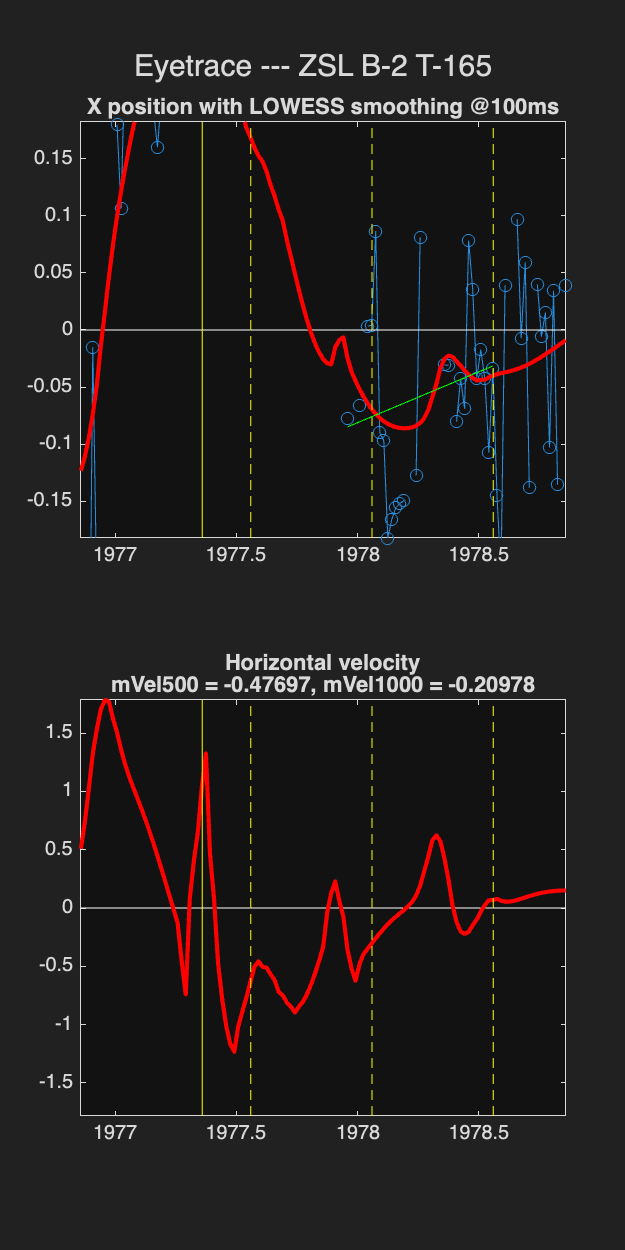 Eyetrace --- ZSL B-2 T-165
X position with LOWESS smoothing @100ms
0.15
0.1
0.05
0
-0.05
-0.1
-0.15
1977 1977.5 1978 1978.5
Horizontal velocity
mVel500 = -0.47697, mVel1000 = -0.20978
1.5
1
0.5
0
-0.5
-1
-1.5
1977 1977.5 1978 1978.5